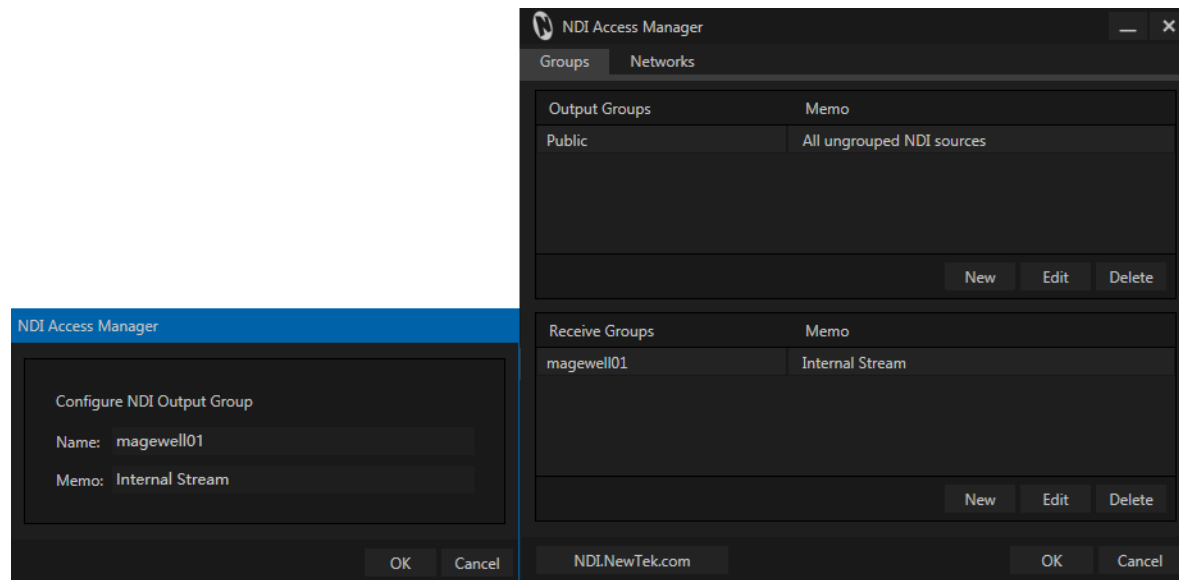 NDI Access Manager
Groups Networks
Output Groups Memo
Public All ungrouped NDI sources
New Edit Delete
Receive Groups Memo
magewell01 Internal Stream
New Edit Delete
NDI.NewTek.com OK Cancel
NDI Access Manager
Configure NDI Output Group
Name: magewell01
Memo: Internal Stream
OK Cancel